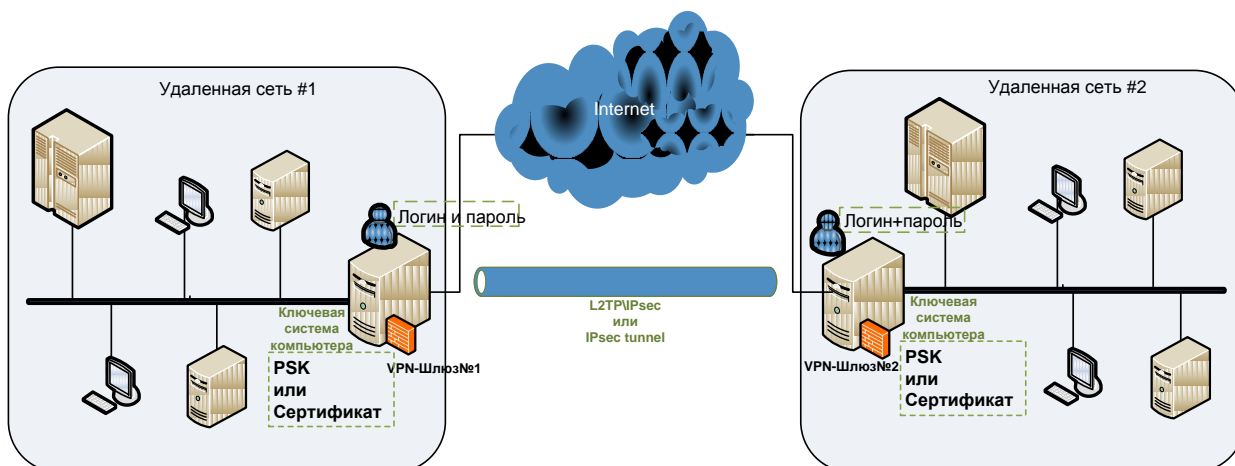 Удаленная сеть #1
Internet
Удаленная сеть #2
Логин и пароль
Логин+пароль
L2TP\IPsec
или
IPsec tunnel
Ключевая
система
компьютера
PSK
или
Сертификат
VPN-Шлюз№1
VPN-Шлюз№2
Ключевая
система
компьютера
PSK
или
Сертификат